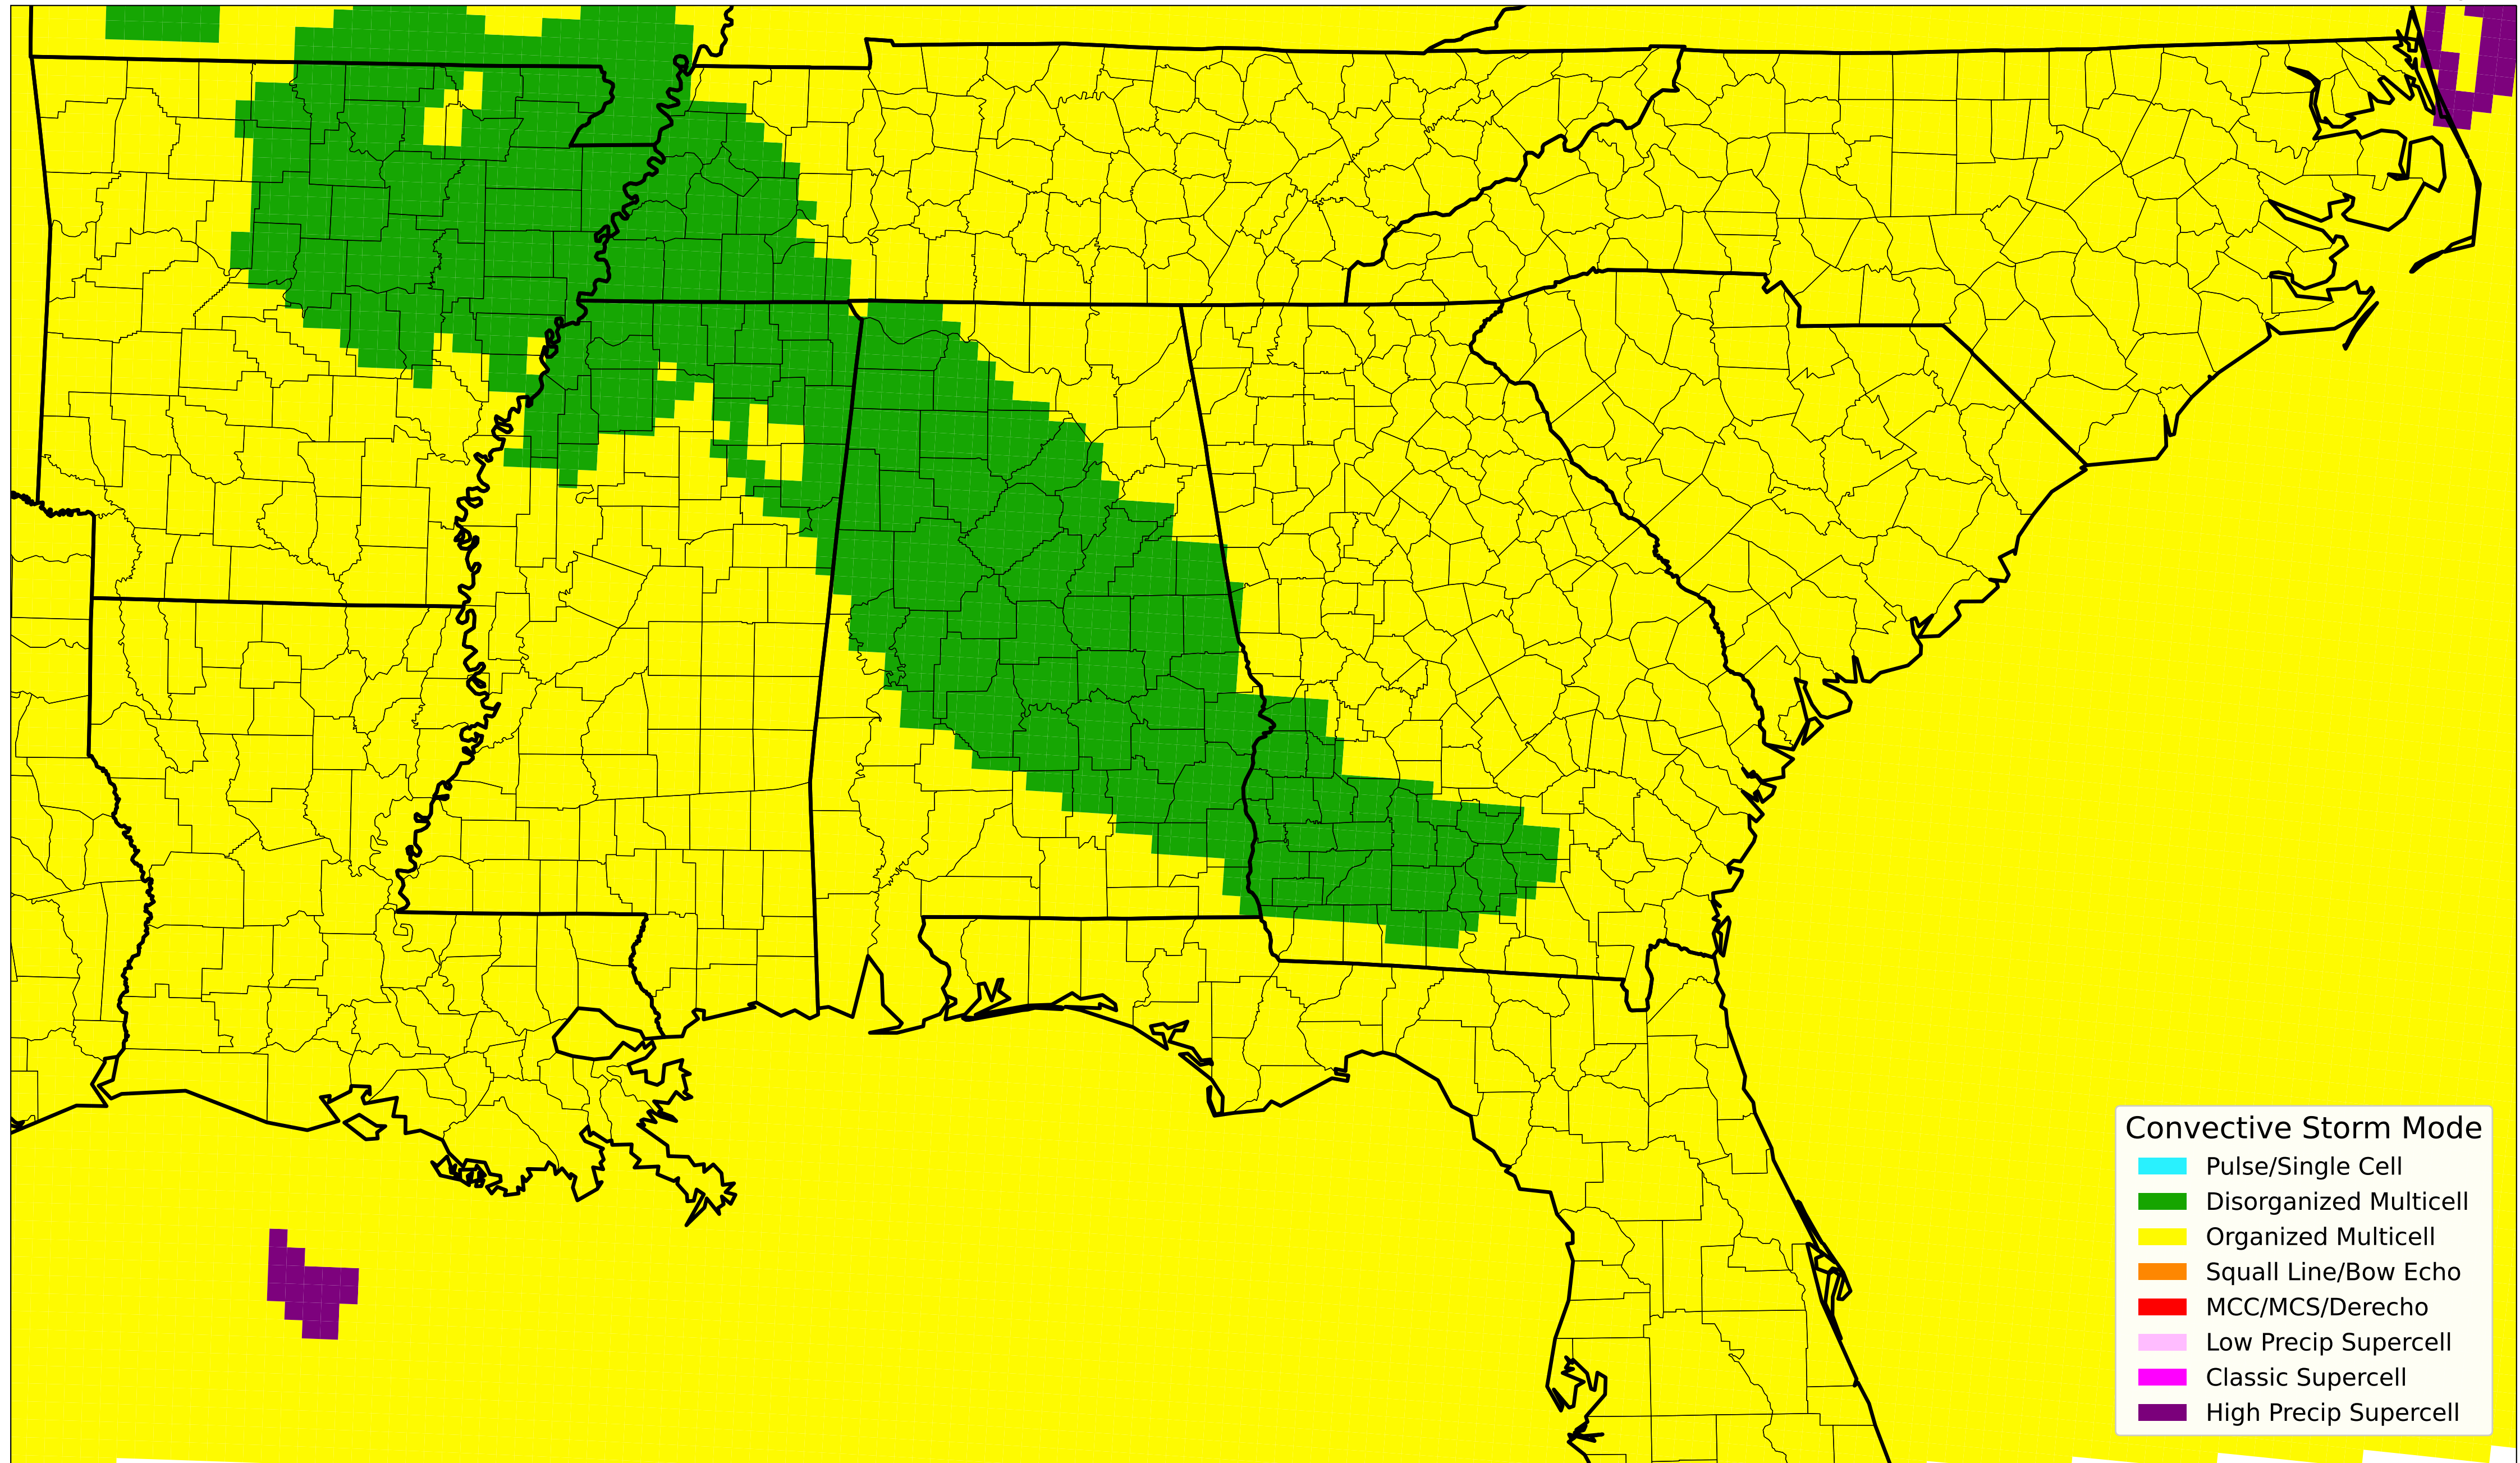 Convective Storm Mode
Pulse/Single Cell
Disorganized Multicell
Organized Multicell
Squall Line/Bow Echo
MCC/MCS/Derecho
Low Precip Supercell
Classic Supercell
High Precip Supercell